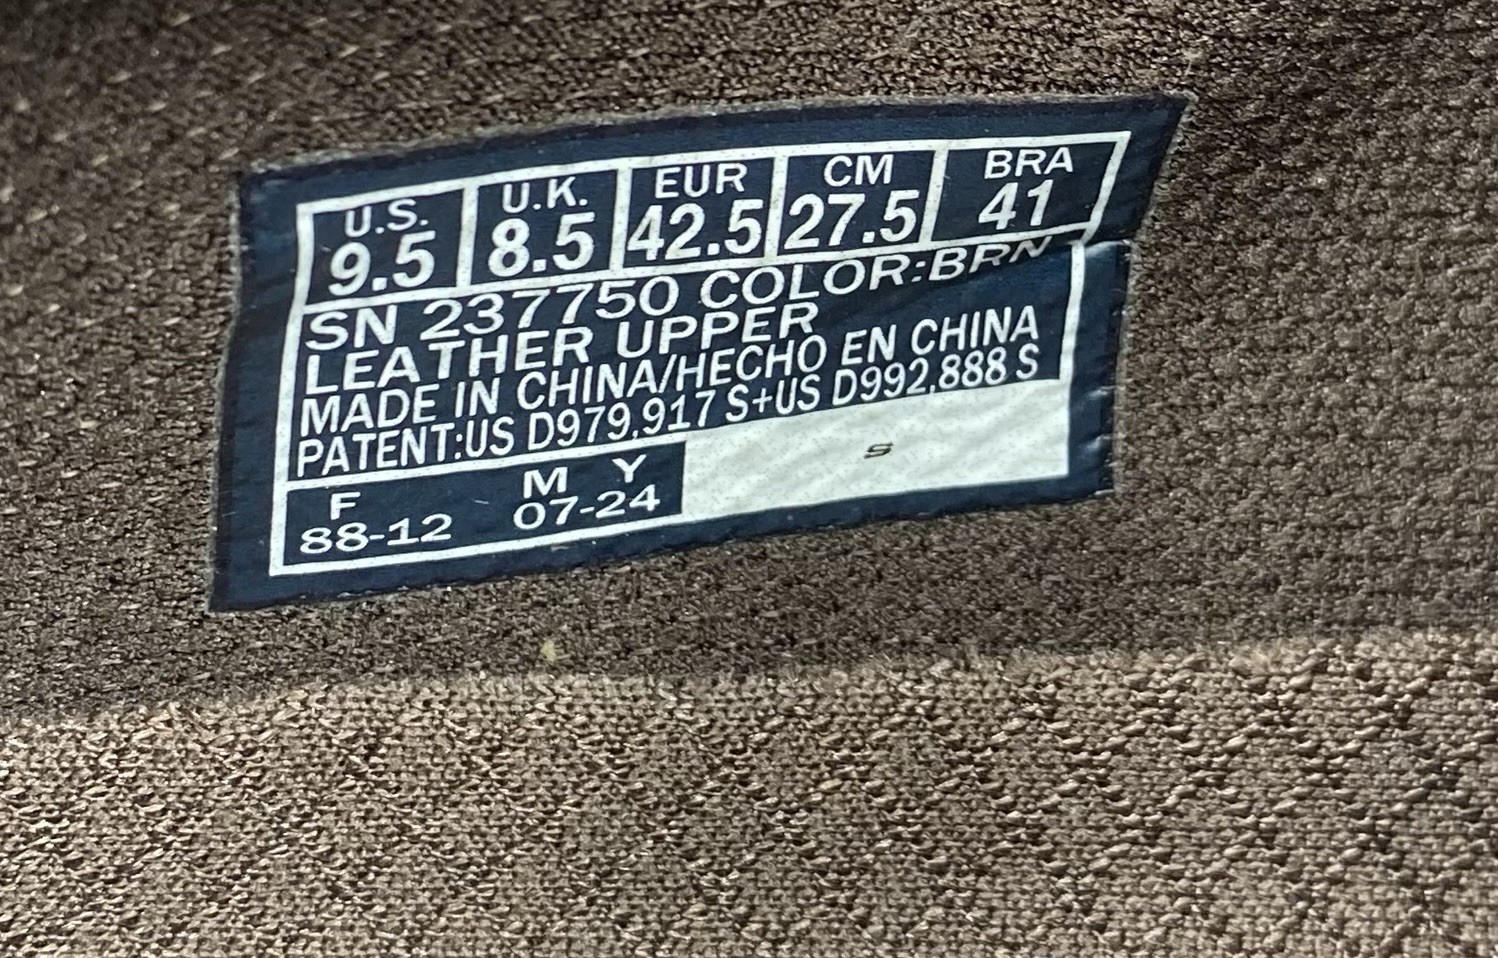 U.S. U.K. EUR CM BRA
9.5 8.5 42.5 27.5 41
SN 237750 COLOR:BRN
LEATHER UPPER
MADE IN CHINA/HECHO EN CHINA
PATENT:US D979,917 S+US D992,888 S
F M Y
88-12 07-24
S